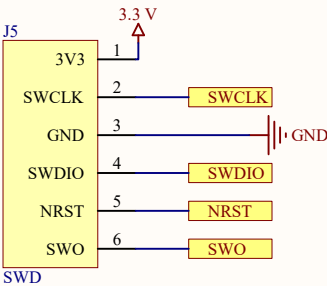 3.3 V
J5
3V3 1
SWCLK 2 SWCLK
GND 3 GND
SWDIO 4 SWDIO
NRST 5 NRST
SWO 6 SWO
SWD